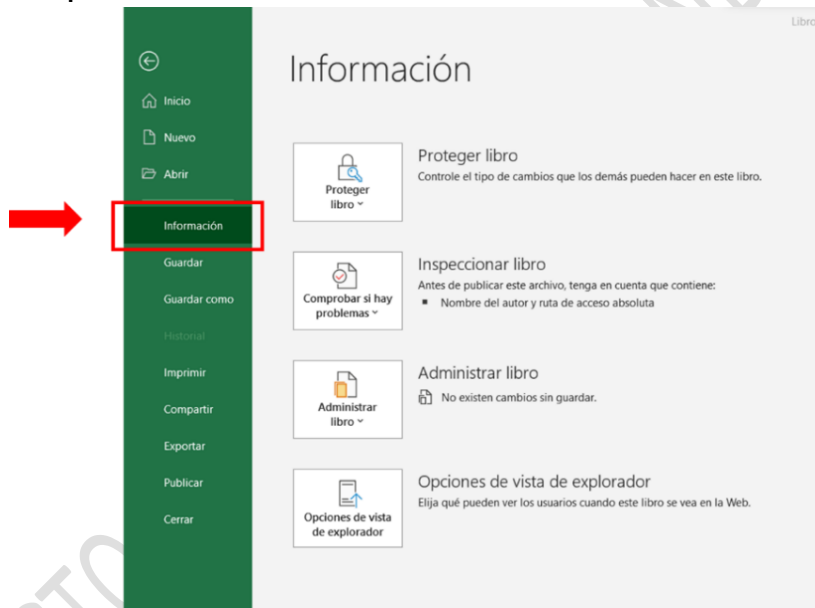 Libro
Información
Inicio
Nuevo
Abrir
Información
Guardar
Guardar como
Historial
Imprimir
Compartir
Exportar
Publicar
Cerrar
Proteger
libro
Proteger libro
Controle el tipo de cambios que los demás pueden hacer en este libro.
Comprobar si hay
problemas
Inspeccionar libro
Antes de publicar este archivo, tenga en cuenta que contiene:
Nombre del autor y ruta de acceso absoluta
Administrar
libro
Administrar libro
No existen cambios sin guardar.
Opciones de vista
de explorador
Opciones de vista de explorador
Elija qué pueden ver los usuarios cuando este libro se vea en la Web.